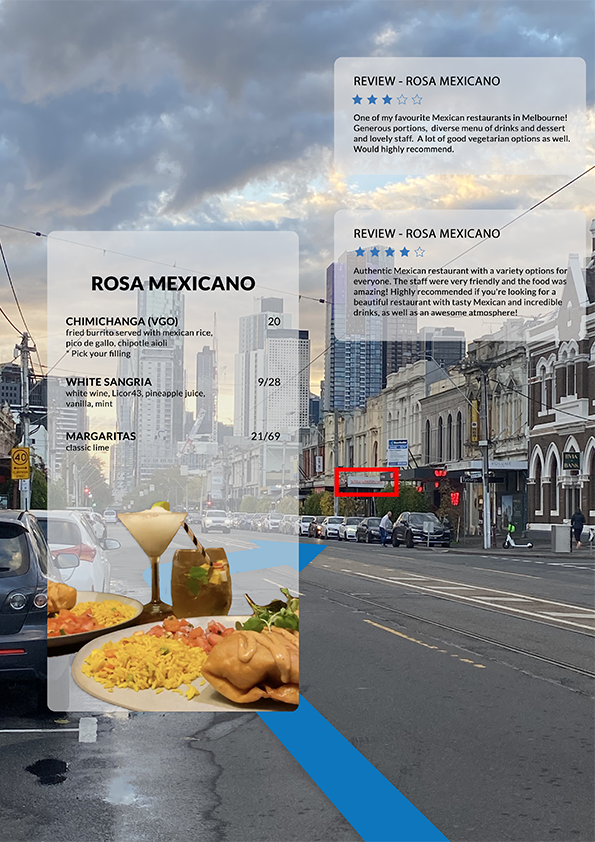 REVIEW - ROSA MEXICANO
One of my favourite Mexican restaurants in Melbourne!
Generous portions, diverse menu of drinks and dessert
and lovely staff. A lot of good vegetarian options as well.
Would highly recommend.
REVIEW - ROSA MEXICANO
Authentic Mexican restaurant with a variety options for
everyone. The staff were very friendly and the food was
amazing! Highly recommended if you're looking for a
beautiful restaurant with tasty Mexican and incredible
drinks, as well as an awesome atmosphere!
ROSA MEXICANO
CHIMICHANGA (VGO) 20
fried burrito served with mexican rice,
pico de gallo, chipotle aioli
* Pick your filling
WHITE SANGRIA 9/28
white wine, Licor43, pineapple juice,
vanilla, mint
MARGARITAS 21/69
classic lime
40
BANK